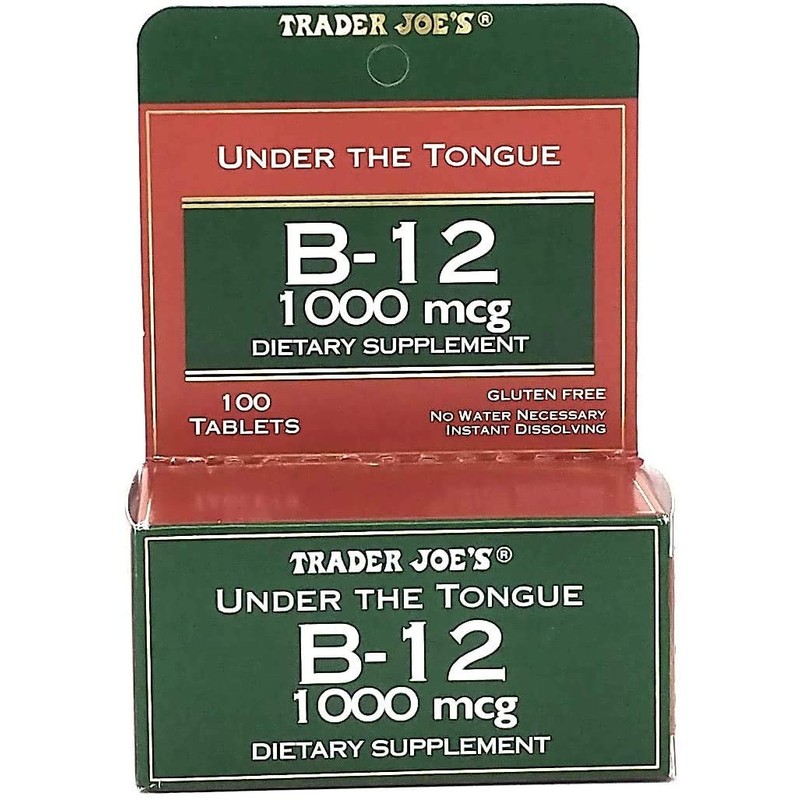 TRADER JOE'S®
UNDER THE TONGUE
B-12
1000 mcg
DIETARY SUPPLEMENT
100
TABLETS
GLUTEN FREE
NO WATER NECESSARY
INSTANT DISSOLVING
TRADER JOE'S®
UNDER THE TONGUE
B-12
1000 mcg
DIETARY SUPPLEMENT